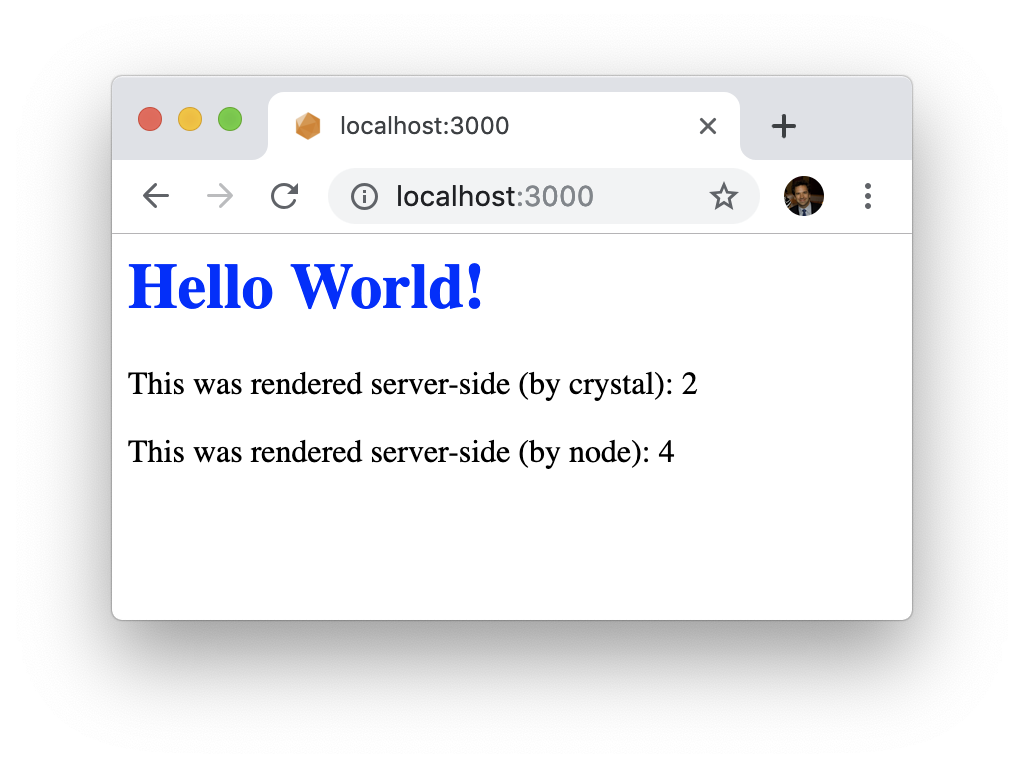 localhost:3000
localhost:3000
Hello World!
This was rendered server-side (by crystal): 2
This was rendered server-side (by node): 4